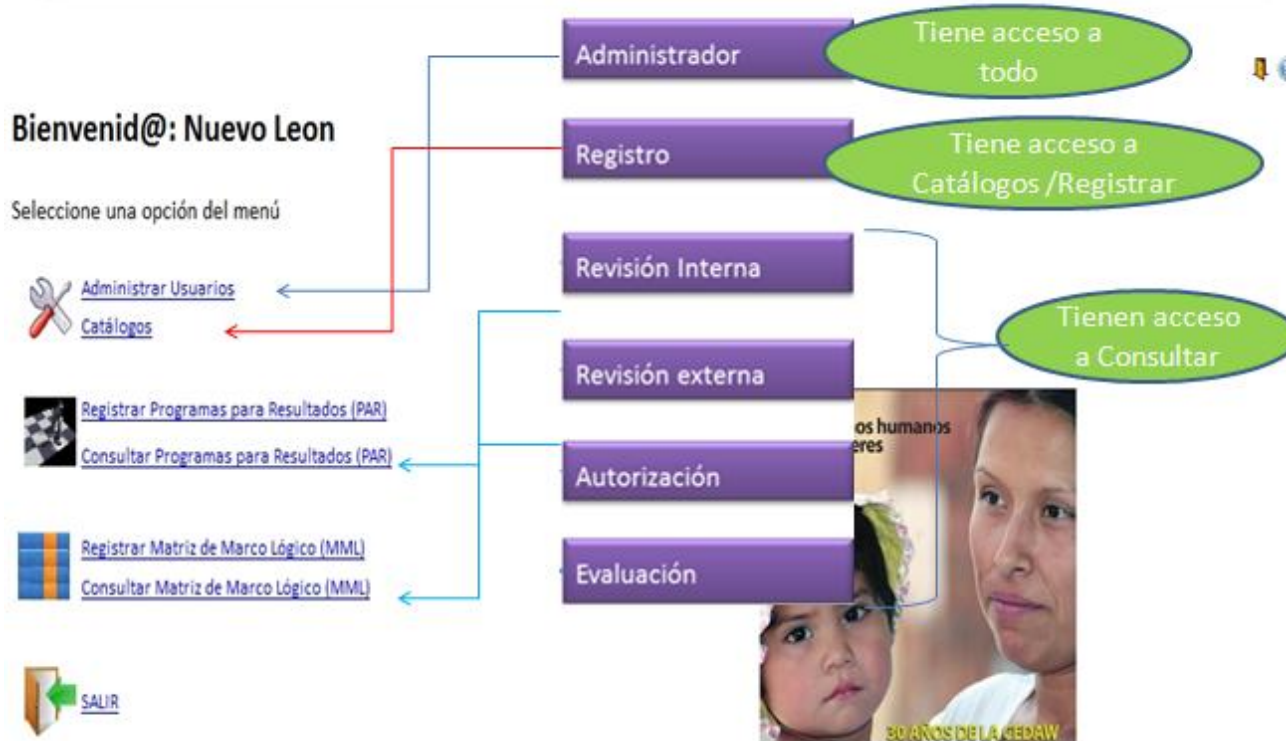 Administrador
Tiene acceso a
todo
Bienvenid@: Nuevo Leon
Registro
Tiene acceso a
Catálogos /Registrar
Seleccione una opción del menú
Revisión Interna
Administrar Usuarios
Catálogos
Tienen acceso
a Consultar
Revisión externa
Registrar Programas para Resultados (PAR)
Consultar Programas para Resultados (PAR)
os humanos
eres
Autorización
Registrar Matriz de Marco Lógico (MML)
Consultar Matriz de Marco Lógico (MML)
Evaluación
SALIR
30 AÑOS DE LA CEDAW